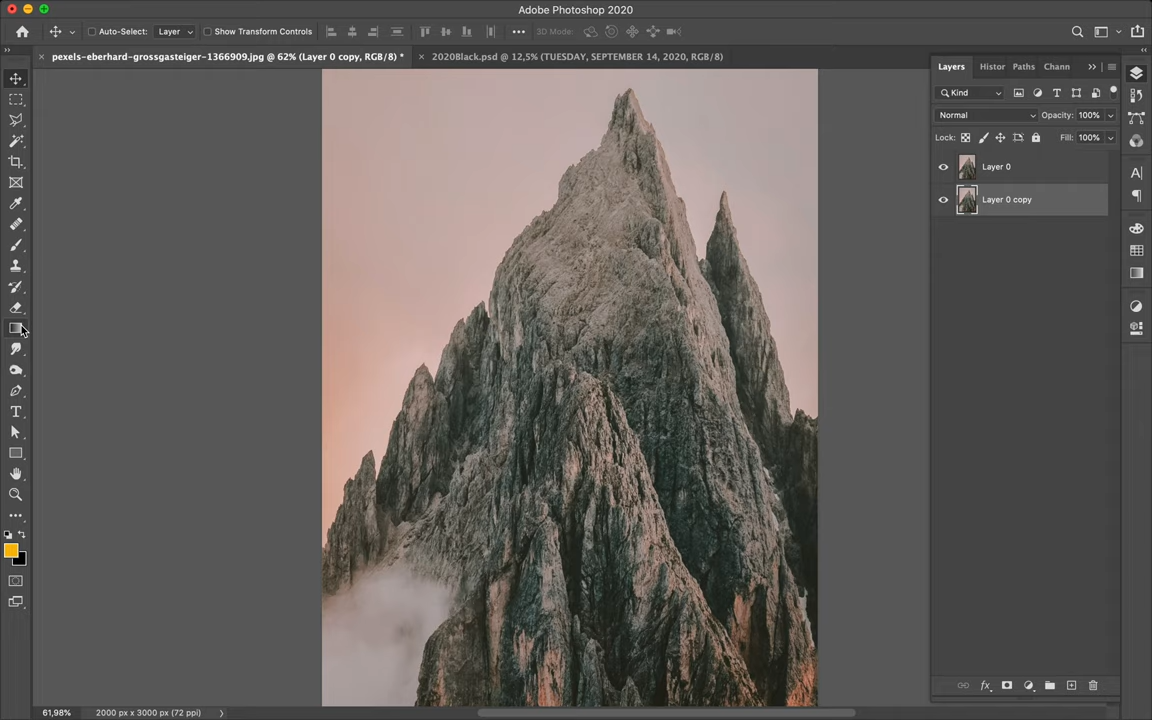 Adobe Photoshop 2020
Auto-Select: Layer Show Transform Controls 3D Mode:
pexels-eberhard-grossgasteiger-1366909.jpg @ 62% (Layer 0 copy, RGB/8) *
2020Black.psd @ 12,5% (TUESDAY, SEPTEMBER 14, 2020, RGB/8)
Layers Histor Paths Chann
Kind
Normal Opacity: 100%
Lock: Fill: 100%
Layer 0
Layer 0 copy
61,98% 2000 px x 3000 px (72 ppi)